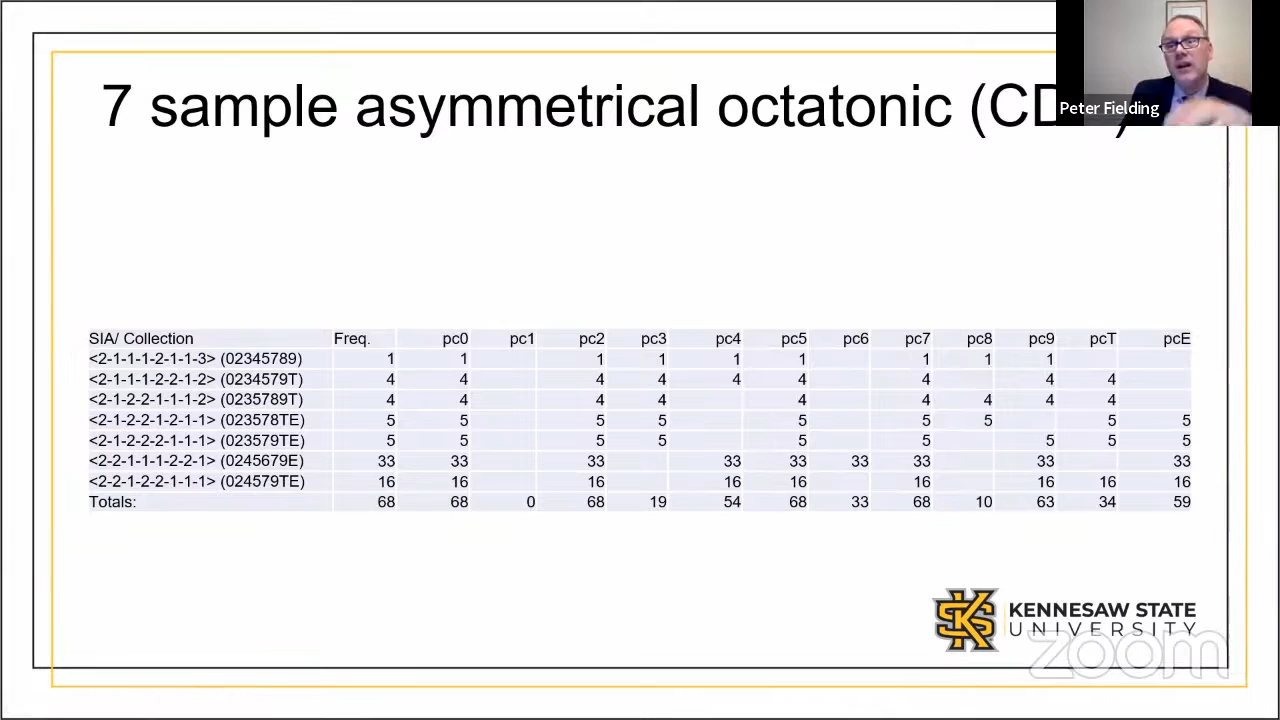 7 sample asymmetrical octatonic
Peter Fielding
SIA/ Collection Freq. pc0 pc1 pc2 pc3 pc4 pc5 pc6 pc7 pc8 pc9 pcT pcE
<2-1-1-1-2-1-1-3> (02345789) 1 1 1 1 1 1 1 1 1
<2-1-1-1-2-2-1-2> (0234579T) 4 4 4 4 4 4 4 4 4
<2-1-2-2-1-1-1-2> (0235789T) 4 4 4 4 4 4 4 4 4
<2-1-2-2-1-2-1-1> (023578TE) 5 5 5 5 5 5 5 5 5
<2-1-2-2-2-1-1-1> (023579TE) 5 5 5 5 5 5 5 5 5
<2-2-1-1-1-2-2-1> (0245679E) 33 33 33 33 33 33 33 33 33
<2-2-1-2-2-1-1-1> (024579TE) 16 16 16 16 16 16 16 16 16
Totals: 68 68 0 68 19 54 68 33 68 10 63 34 59
KENNESAW STATE
UNIVERSITY
zoom